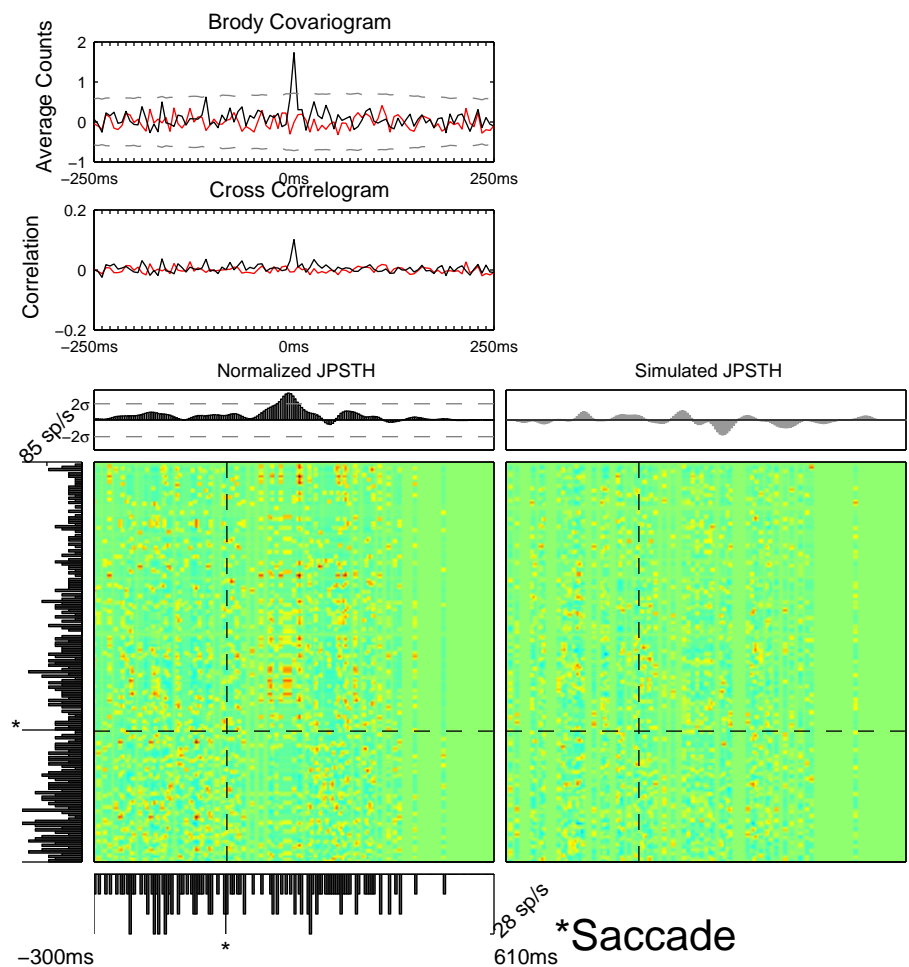 Brody Covariogram
2
1
0
−1
Average Counts
−250ms
0ms
250ms
Cross Correlogram
0.2
0
−0.2
Correlation
−250ms
0ms
250ms
Normalized JPSTH
Simulated JPSTH
2σ
−2σ
85 sp/s
*
28 sp/s
*
*Saccade
−300ms
610ms